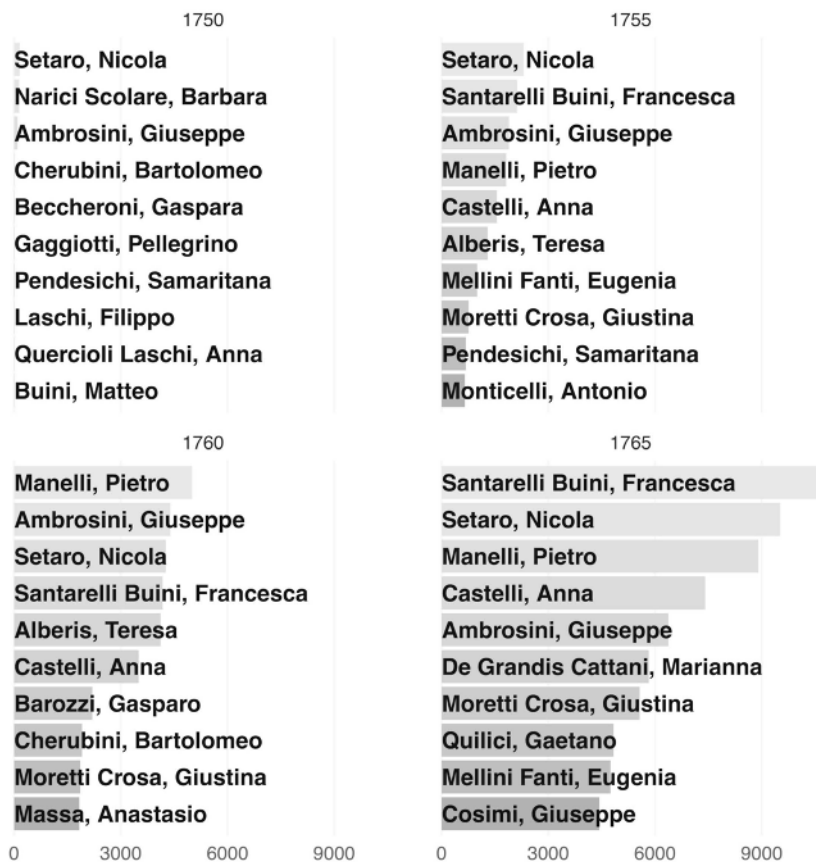 1750
Setaro, Nicola
Narici Scolare, Barbara
Ambrosini, Giuseppe
Cherubini, Bartolomeo
Beccheroni, Gaspara
Gaggiotti, Pellegrino
Pendesichi, Samaritana
Laschi, Filippo
Quercioli Laschi, Anna
Buini, Matteo
1755
Setaro, Nicola
Santarelli Buini, Francesca
Ambrosini, Giuseppe
Manelli, Pietro
Castelli, Anna
Alberis, Teresa
Mellini Fanti, Eugenia
Moretti Crosa, Giustina
Pendesichi, Samaritana
Monticelli, Antonio
1760
Manelli, Pietro
Ambrosini, Giuseppe
Setaro, Nicola
Santarelli Buini, Francesca
Alberis, Teresa
Castelli, Anna
Barozzi, Gasparo
Cherubini, Bartolomeo
Moretti Crosa, Giustina
Massa, Anastasio
0 3000 6000 9000
1765
Santarelli Buini, Francesca
Setaro, Nicola
Manelli, Pietro
Castelli, Anna
Ambrosini, Giuseppe
De Grandis Cattani, Marianna
Moretti Crosa, Giustina
Quilici, Gaetano
Mellini Fanti, Eugenia
Cosimi, Giuseppe
0 3000 6000 9000